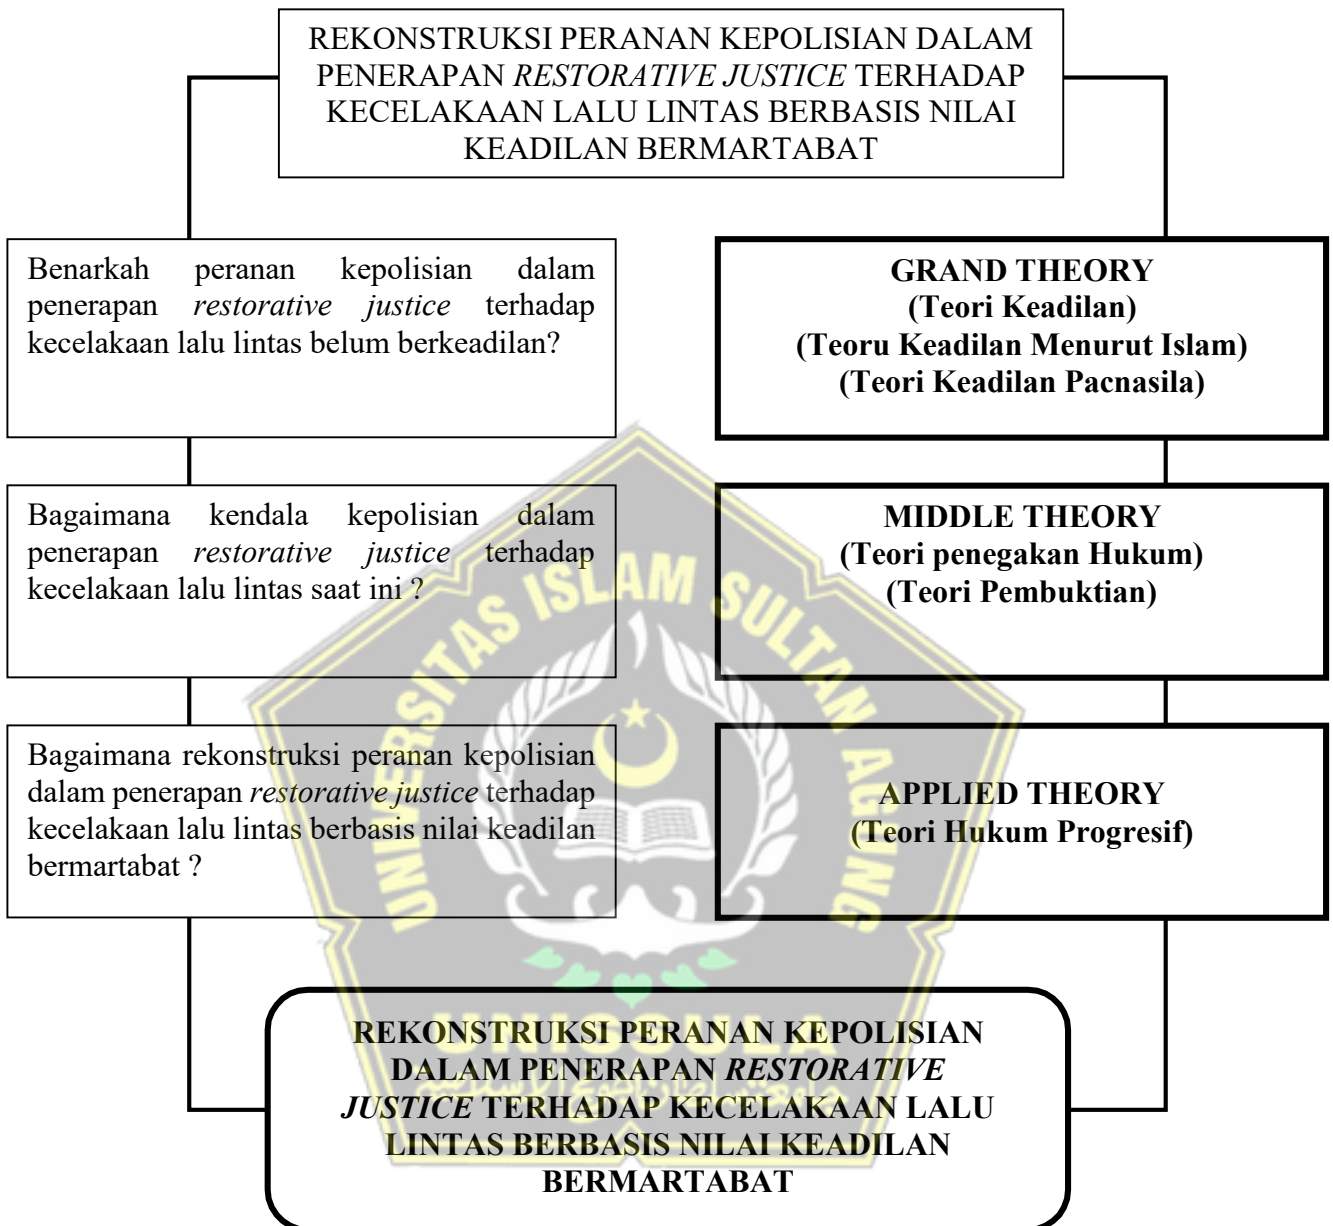 REKONSTRUKSI PERANAN KEPOLISIAN DALAM
PENERAPAN RESTORATIVE JUSTICE TERHADAP
KECELAKAAN LALU LINTAS BERBASIS NILAI
KEADILAN BERMARTABAT
Benarkah peranan kepolisian dalam
penerapan restorative justice terhadap
kecelakaan lalu lintas belum berkeadilan?
GRAND THEORY
(Teori Keadilan)
(Teoru Keadilan Menurut Islam)
(Teori Keadilan Pacnasila)
Bagaimana kendala kepolisian dalam
penerapan restorative justice terhadap
kecelakaan lalu lintas saat ini ?
MIDDLE THEORY
(Teori penegakan Hukum)
(Teori Pembuktian)
Bagaimana rekonstruksi peranan kepolisian
dalam penerapan restorative justice terhadap
kecelakaan lalu lintas berbasis nilai keadilan
bermartabat ?
APPLIED THEORY
(Teori Hukum Progresif)
UNIVERSITAS ISLAM SULTAN AGUNG
UNISSULA
REKONSTRUKSI PERANAN KEPOLISIAN
DALAM PENERAPAN RESTORATIVE
JUSTICE TERHADAP KECELAKAAN LALU
LINTAS BERBASIS NILAI KEADILAN
BERMARTABAT